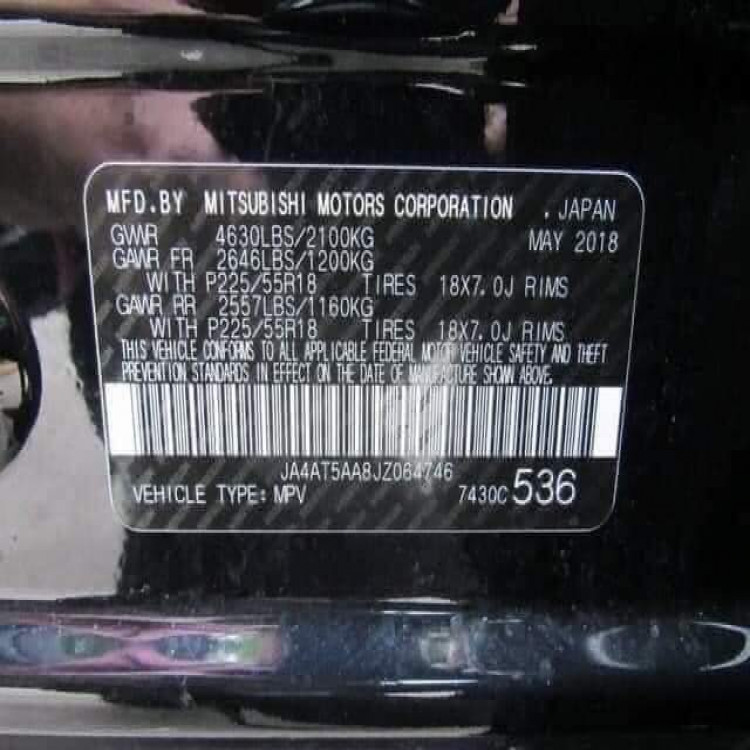 MFD.BY MITSUBISHI MOTORS CORPORATION , JAPAN
GVWR 4630LBS/2100KG MAY 2018
GAWR FR 2646LBS/1200KG
WITH P225/55R18 TIRES 18X7.0J RIMS
GAWR RR 2557LBS/1160KG
WITH P225/55R18 TIRES 18X7.0J RIMS
THIS VEHICLE CONFORMS TO ALL APPLICABLE FEDERAL MOTOR VEHICLE SAFETY AND THEFT
PREVENTION STANDARDS IN EFFECT ON THE DATE OF MANUFACTURE SHOWN ABOVE.
JA4AT5AA8JZ064746
VEHICLE TYPE: MPV 7430C 536